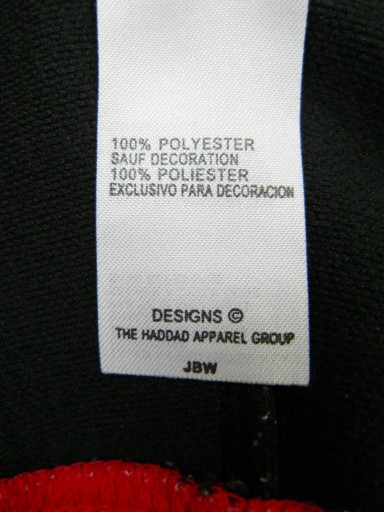 100% POLYESTER
SAUF DECORATION
100% POLIESTER
EXCLUSIVO PARA DECORACION
DESIGNS ©
THE HADDAD APPAREL GROUP
JBW